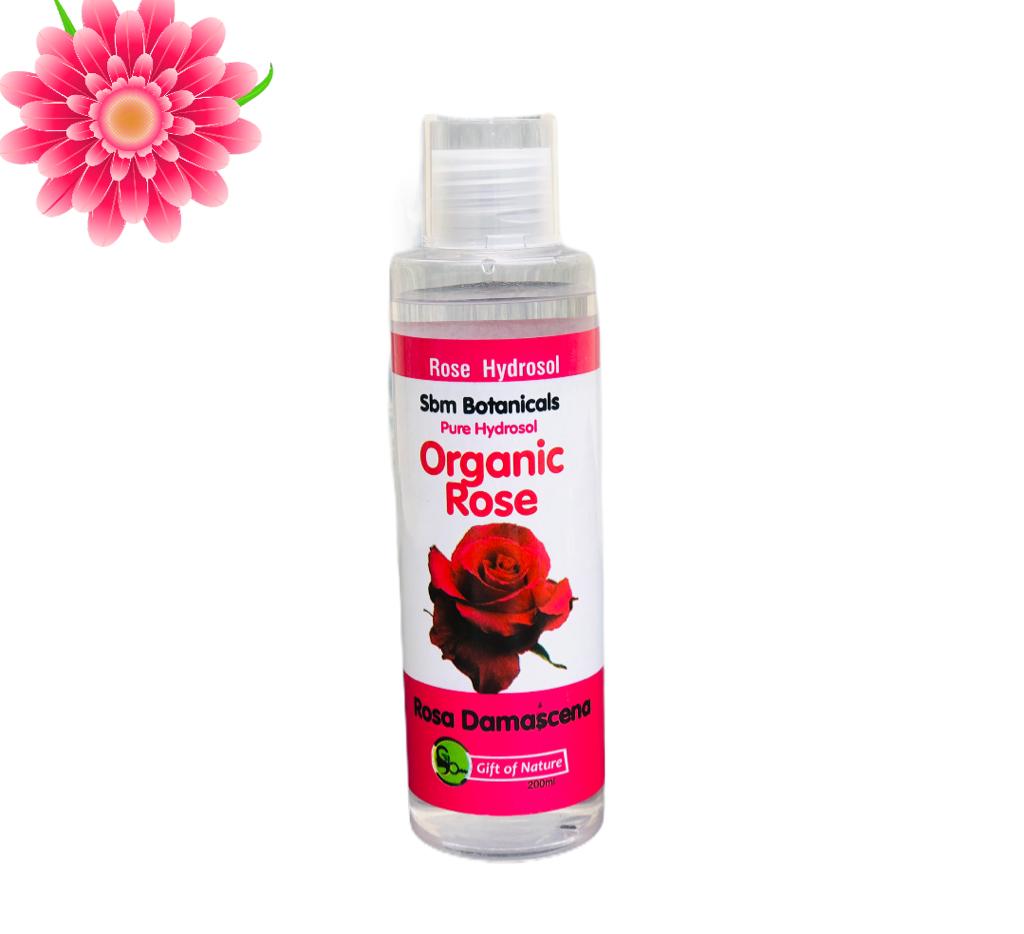 Rose Hydrosol
Sbm Botanicals
Pure Hydrosol
Organic
Rose
Rosa Damascena
Gift of Nature
200ml